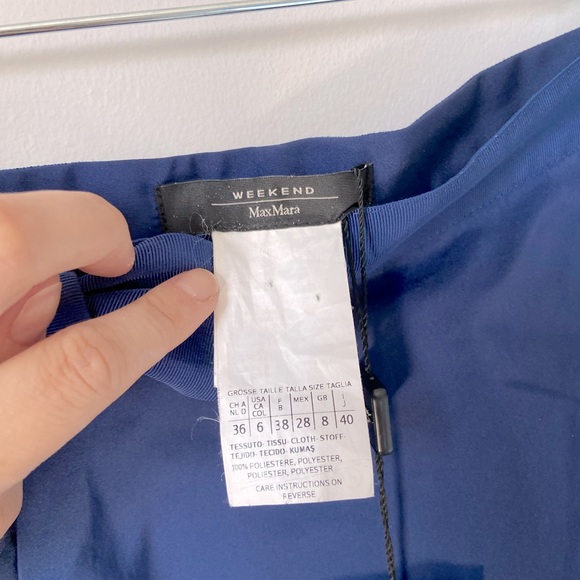 WEEKEND
MaxMara
GRÖSSE TAILLE TALLA SIZE TAGLIA
CH A NL D USA CA COL F B MEX GB I J
36 6 38 28 8 40
TESSUTO-TISSU-CLOTH-STOFF-
TEJIDO-TECIDO-KUMAŞ
100% POLIESTERE, POLYESTER,
POLIESTER, POLYESTER
CARE INSTRUCTIONS ON
REVERSE